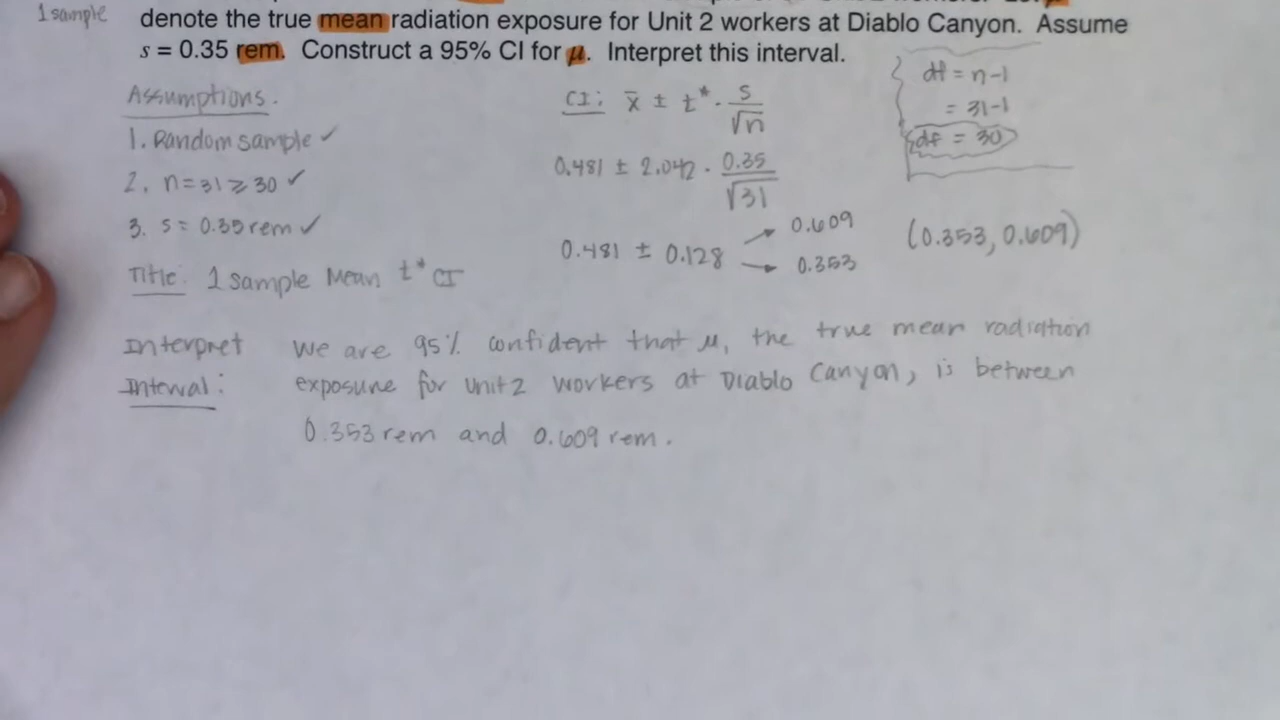 1 sample
denote the true mean radiation exposure for Unit 2 workers at Diablo Canyon. Assume
s = 0.35 rem. Construct a 95% CI for μ. Interpret this interval.
Assumptions.
1. Random sample ✓
2. n=31 ≥ 30 ✓
3. s = 0.35 rem ✓
Title: 1 sample Mean t* CI
CI: x̄ ± t* · s/√n
0.481 ± 2.042 · 0.35/√31
0.481 ± 0.128 → 0.609
→ 0.353
(0.353, 0.609)
df = n-1
= 31-1
df = 30
Interpret We are 95% confident that μ, the true mean radiation
Interval: exposure for Unit 2 workers at Diablo Canyon, is between
0.353 rem and 0.609 rem.